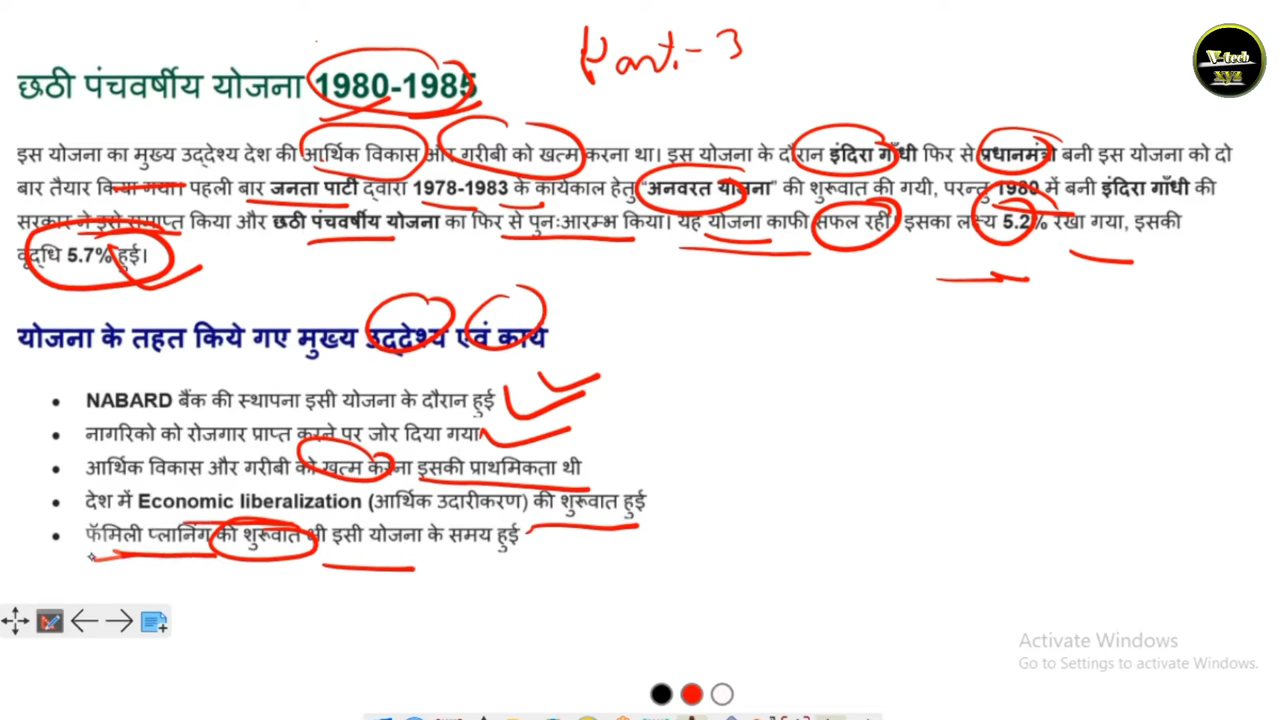 Part - 3
V-tech
xyz
छठी पंचवर्षीय योजना 1980-1985
इस योजना का मुख्य उद्देश्य देश की आर्थिक विकास और गरीबी को खत्म करना था। इस योजना के दौरान इंदिरा गाँधी फिर से प्रधानमंत्री बनी इस योजना को दो
बार तैयार किया गया। पहली बार जनता पार्टी द्वारा 1978-1983 के कार्यकाल हेतु "अनवरत योजना" की शुरूवात की गयी, परन्तु 1980 में बनी इंदिरा गाँधी की
सरकार ने इसे समाप्त किया और छठी पंचवर्षीय योजना का फिर से पुनःआरम्भ किया। यह योजना काफी सफल रही। इसका लक्ष्य 5.2% रखा गया, इसकी
वृद्धि 5.7% हुई।
योजना के तहत किये गए मुख्य उद्देश्य एवं कार्य
• NABARD बैंक की स्थापना इसी योजना के दौरान हुई
• नागरिको को रोजगार प्राप्त करने पर जोर दिया गया
• आर्थिक विकास और गरीबी को खत्म करना इसकी प्राथमिकता थी
• देश में Economic liberalization (आर्थिक उदारीकरण) की शुरूवात हुई
• फॅमिली प्लानिंग की शुरूवात भी इसी योजना के समय हुई
Activate Windows
Go to Settings to activate Windows.